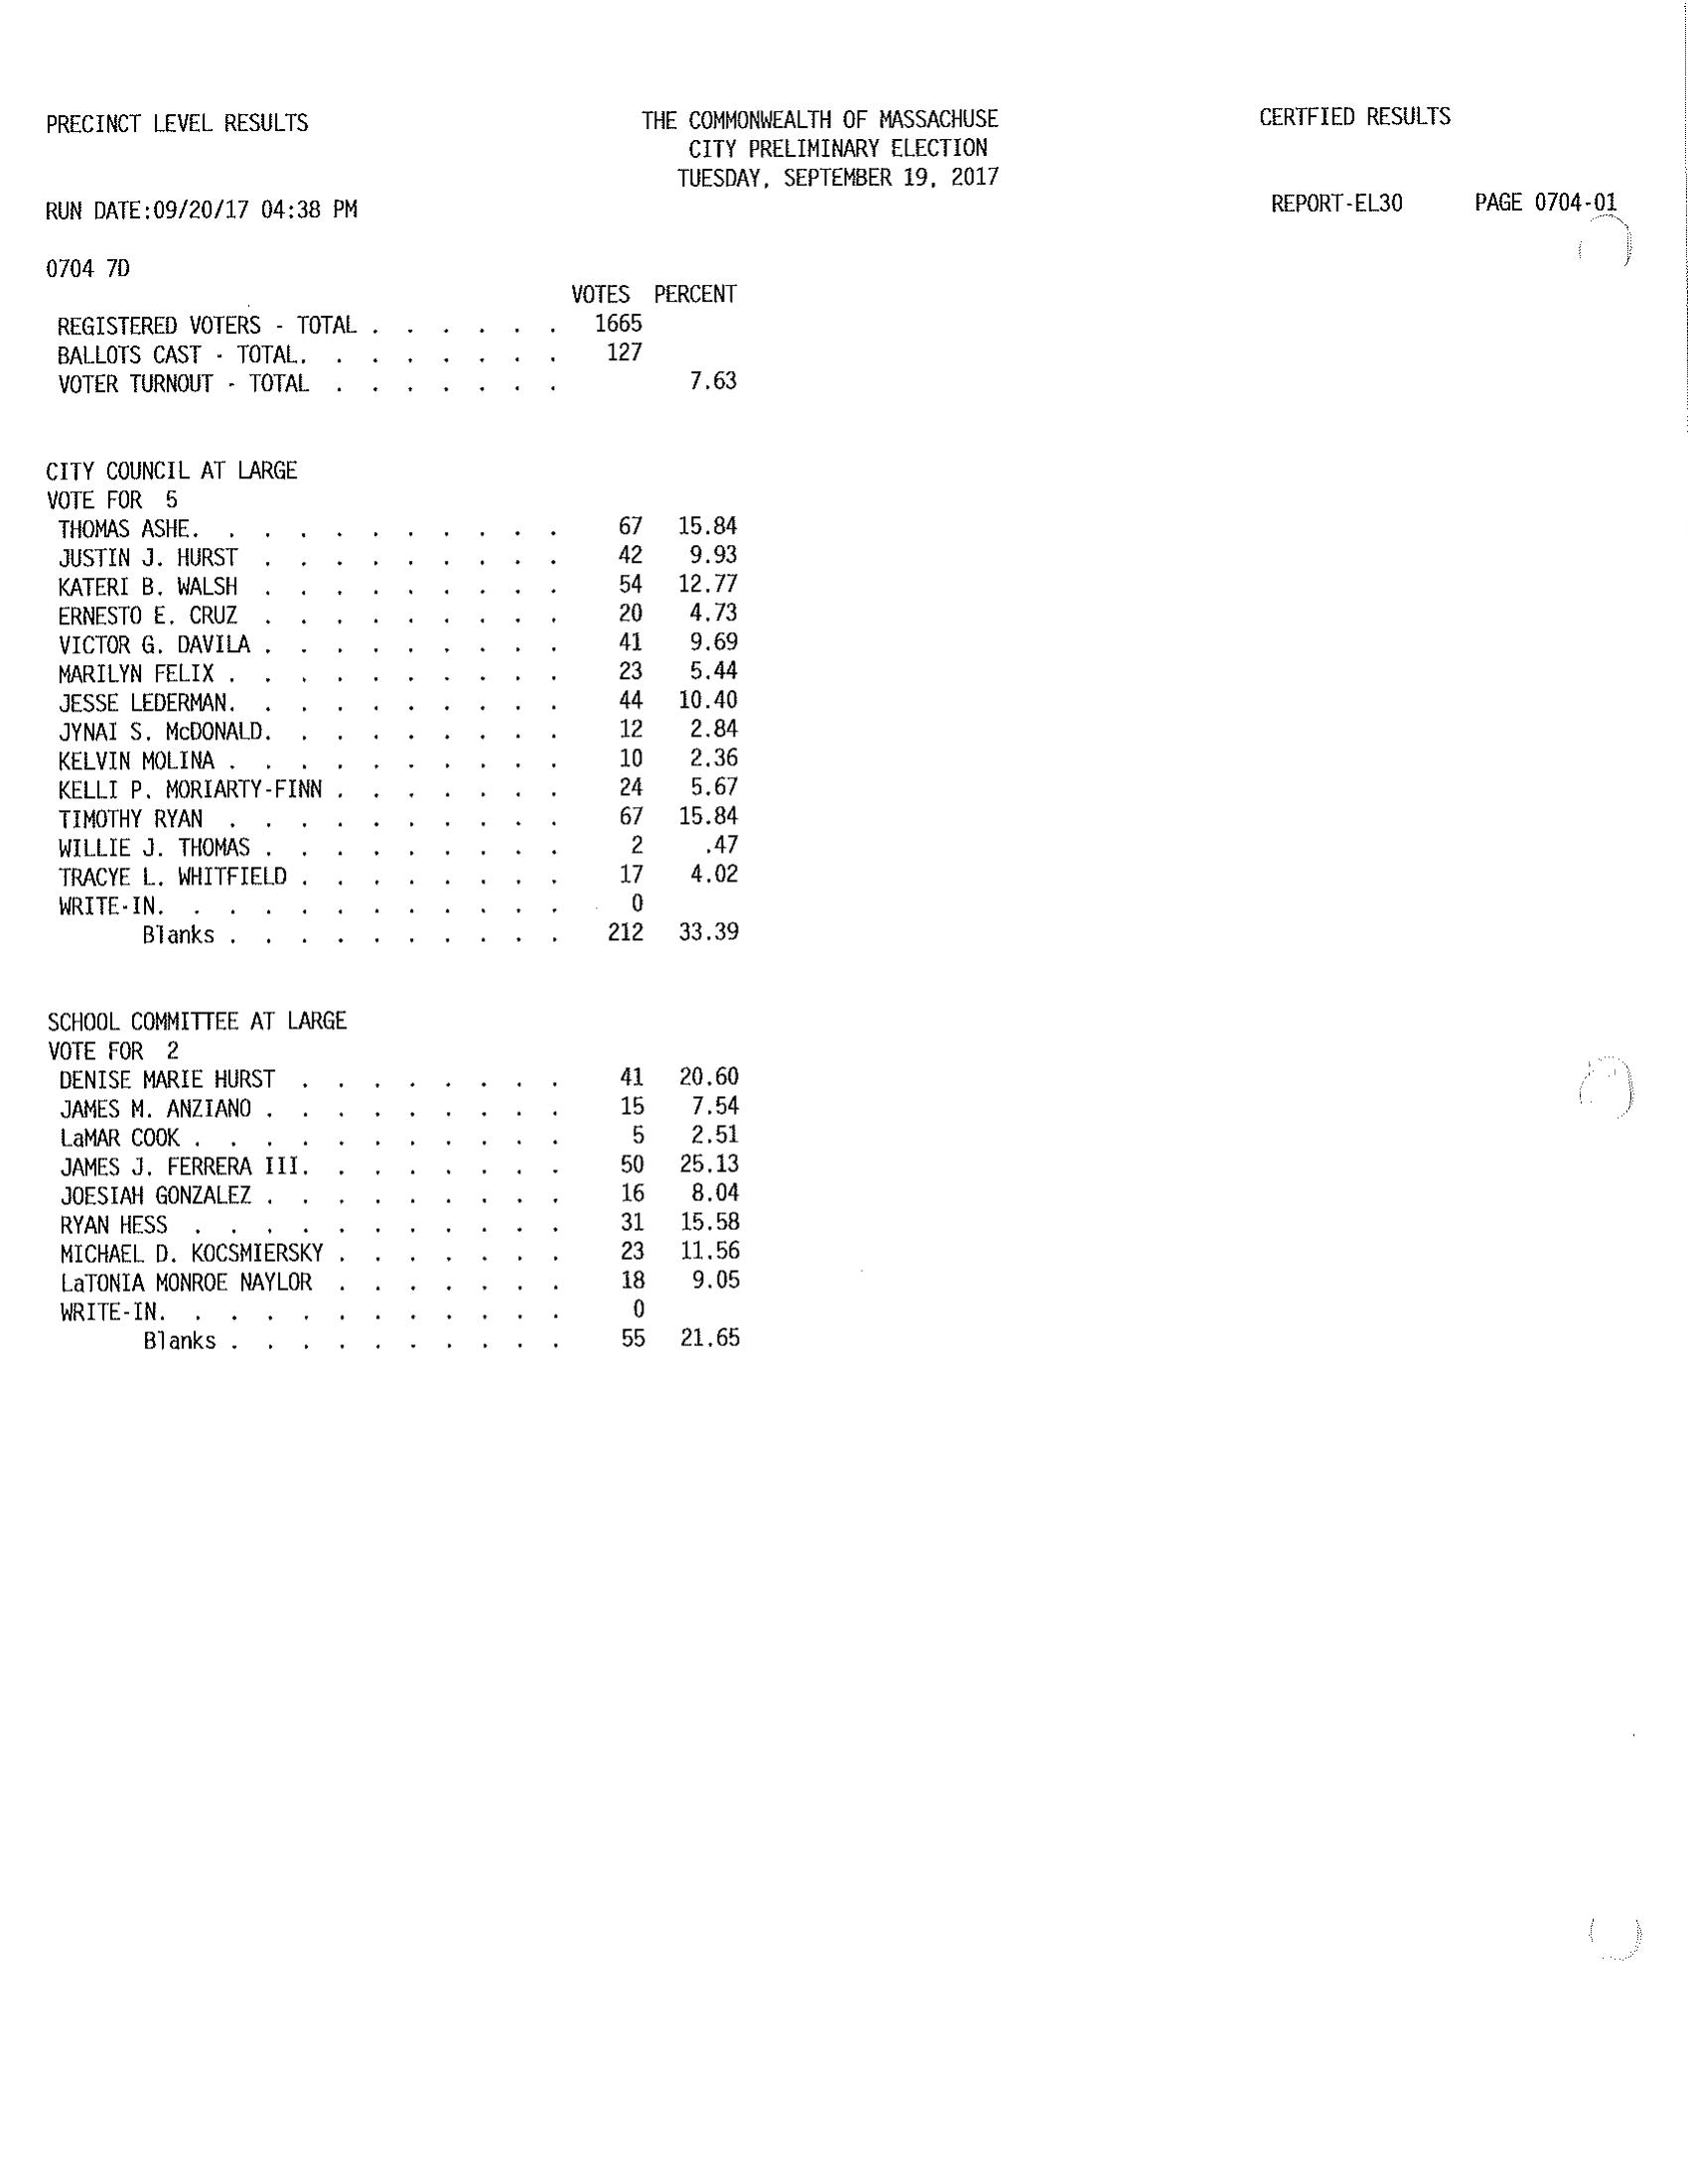 PRECINCT LEVEL RESULTS THE COMMONWEALTH OF MASSACHUSE CERTFIED RESULTS
CITY PRELIMINARY ELECTION
TUESDAY, SEPTEMBER 19, 2017
RUN DATE:09/20/17 04:38 PM REPORT-EL30 PAGE 0704-01
0704 7D
VOTES PERCENT
REGISTERED VOTERS - TOTAL . . . . . . 1665
BALLOTS CAST - TOTAL. . . . . . . . 127
VOTER TURNOUT - TOTAL . . . . . . . 7.63
CITY COUNCIL AT LARGE
VOTE FOR 5
THOMAS ASHE. . . . . . . . . . . 67 15.84
JUSTIN J. HURST . . . . . . . . . 42 9.93
KATERI B. WALSH . . . . . . . . . 54 12.77
ERNESTO E. CRUZ . . . . . . . . . 20 4.73
VICTOR G. DAVILA . . . . . . . . . 41 9.69
MARILYN FELIX . . . . . . . . . . 23 5.44
JESSE LEDERMAN. . . . . . . . . . 44 10.40
JYNAI S. McDONALD. . . . . . . . . 12 2.84
KELVIN MOLINA . . . . . . . . . . 10 2.36
KELLI P. MORIARTY-FINN . . . . . . . 24 5.67
TIMOTHY RYAN . . . . . . . . . . 67 15.84
WILLIE J. THOMAS . . . . . . . . . 2 .47
TRACYE L. WHITFIELD . . . . . . . . 17 4.02
WRITE-IN. . . . . . . . . . . . 0
Blanks . . . . . . . . . . 212 33.39
SCHOOL COMMITTEE AT LARGE
VOTE FOR 2
DENISE MARIE HURST . . . . . . . . 41 20.60
JAMES M. ANZIANO . . . . . . . . . 15 7.54
LaMAR COOK . . . . . . . . . . . 5 2.51
JAMES J. FERRERA III. . . . . . . . 50 25.13
JOESIAH GONZALEZ . . . . . . . . . 16 8.04
RYAN HESS . . . . . . . . . . . 31 15.58
MICHAEL D. KOCSMIERSKY . . . . . . . 23 11.56
LaTONIA MONROE NAYLOR . . . . . . . 18 9.05
WRITE-IN. . . . . . . . . . . . 0
Blanks . . . . . . . . . . 55 21.65